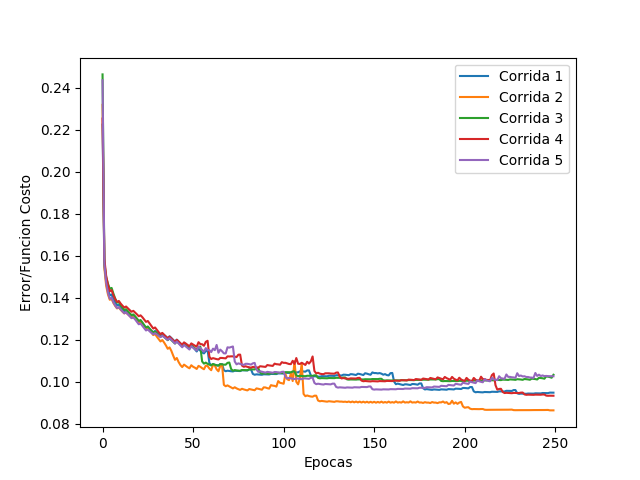 Corrida 1
Corrida 2
Corrida 3
Corrida 4
Corrida 5
Error/Funcion Costo
0.24
0.22
0.20
0.18
0.16
0.14
0.12
0.10
0.08
0 50 100 150 200 250
Epocas